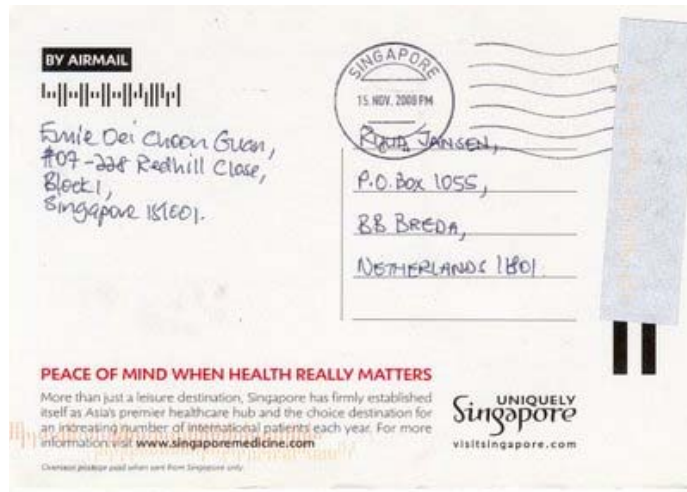 BY AIRMAIL
SINGAPORE
15. NOV. 2008 PM
Ernie Oei Choon Guan,
#07-228 Redhill Close,
Block 1,
Singapore 151001.
RUUD JANSEN,
P.O.Box 1055,
BB BREDA,
NETHERLANDS
PEACE OF MIND WHEN HEALTH REALLY MATTERS
More than just a leisure destination, Singapore has firmly established
itself as Asia's premier healthcare hub and the choice destination for
an increasing number of international patients each year. For more
information visit www.singaporemedicine.com
Overseas postage paid when sent from Singapore only.
UNIQUELY
Singapore
visitsingapore.com